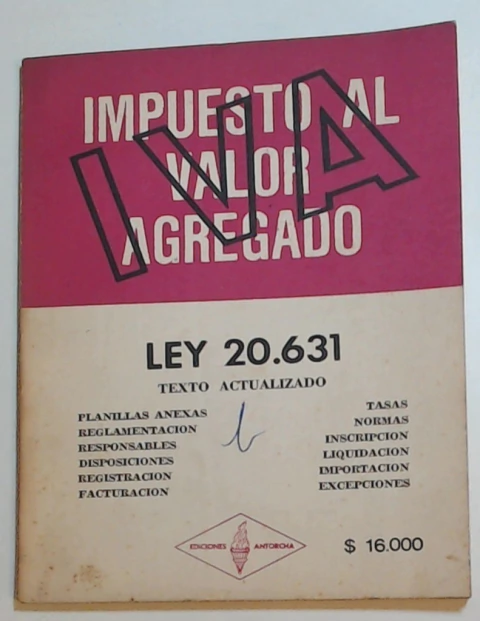 IMPUESTO AL
VALOR
AGREGADO
IVA
LEY 20.631
TEXTO ACTUALIZADO
PLANILLAS ANEXAS
REGLAMENTACION
RESPONSABLES
DISPOSICIONES
REGISTRACION
FACTURACION
TASAS
NORMAS
INSCRIPCION
LIQUIDACION
IMPORTACION
EXCEPCIONES
EDICIONES ANTORCHA
$ 16.000